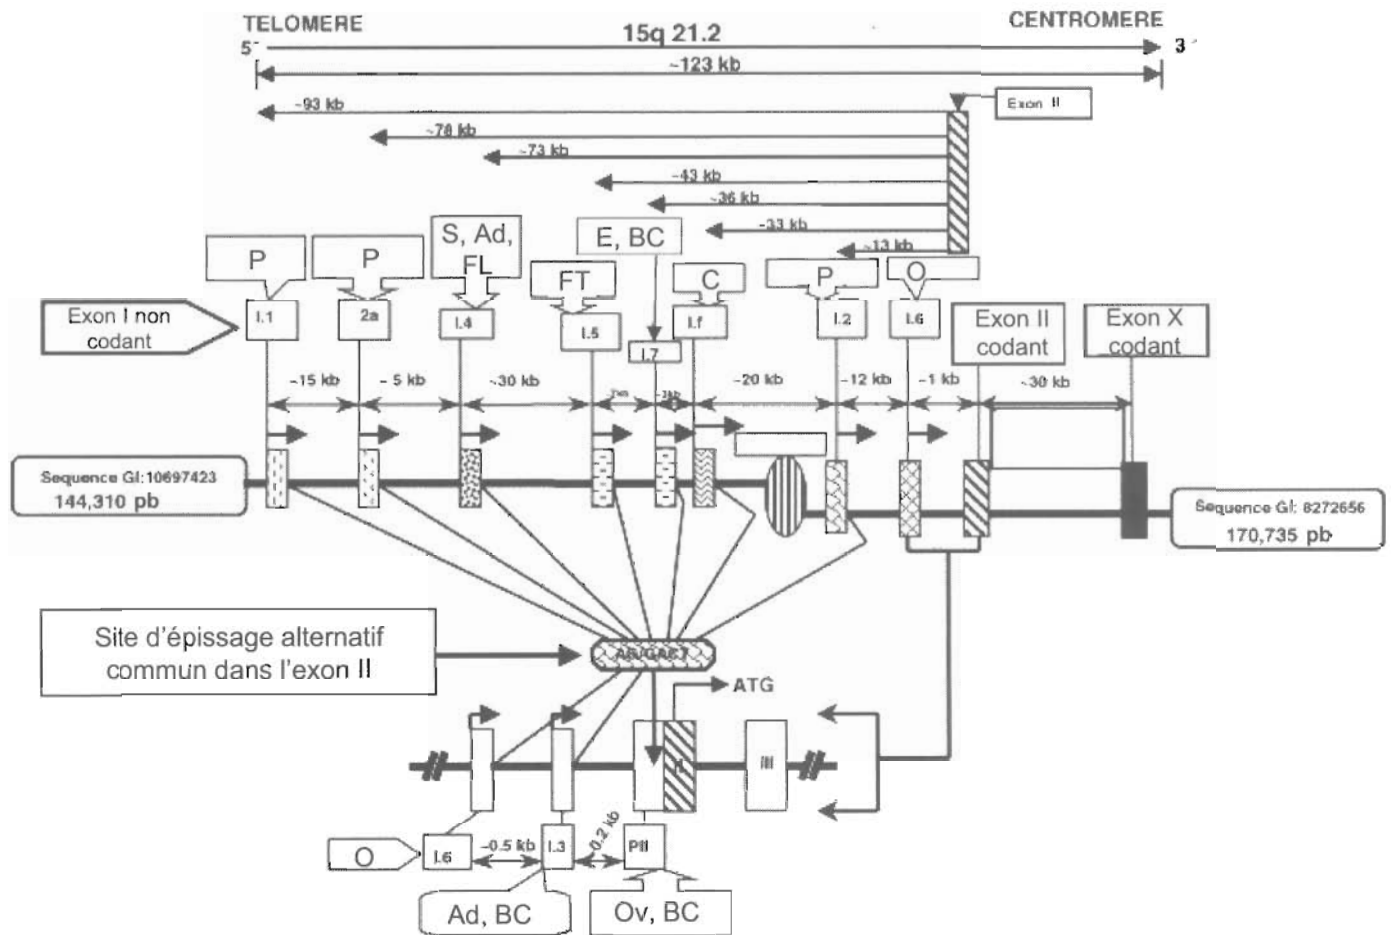 TELOMERE
CENTROMERE
15q 21.2
5'
3'
~123 kb
~93 kb
Exon II
~78 kb
~73 kb
~43 kb
~36 kb
~33 kb
~13 kb
P
P
S, Ad,
FL
E, BC
FT
C
P
O
Exon I non
codant
I.1
2a
I.4
I.5
I.7
I.f
I.2
I.6
Exon II
codant
Exon X
codant
~15 kb
~ 5 kb
~30 kb
~20 kb
~12 kb
~1 kb
~30 kb
Sequence GI:10697423
144,310 pb
Sequence GI: 8272656
170,735 pb
Site d'épissage alternatif
commun dans l'exon II
ATG
II
III
O
I.6
~0.5 kb
I.3
~0.2 kb
PII
Ad, BC
Ov, BC